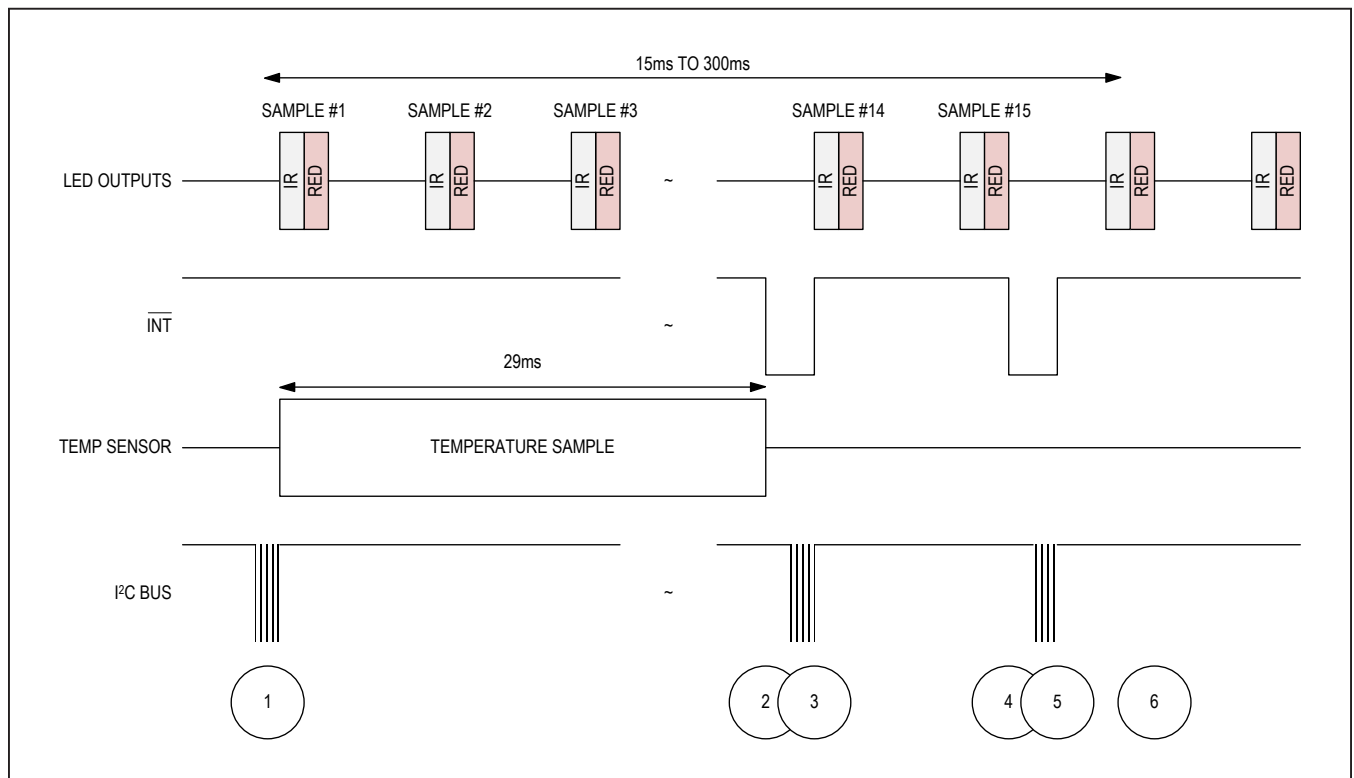 15ms TO 300ms
SAMPLE #1 SAMPLE #2 SAMPLE #3 SAMPLE #14 SAMPLE #15
LED OUTPUTS IR RED IR RED IR RED ~ IR RED IR RED IR RED IR RED
INT ~
29ms
TEMP SENSOR TEMPERATURE SAMPLE
I²C BUS ~
1 2 3 4 5 6